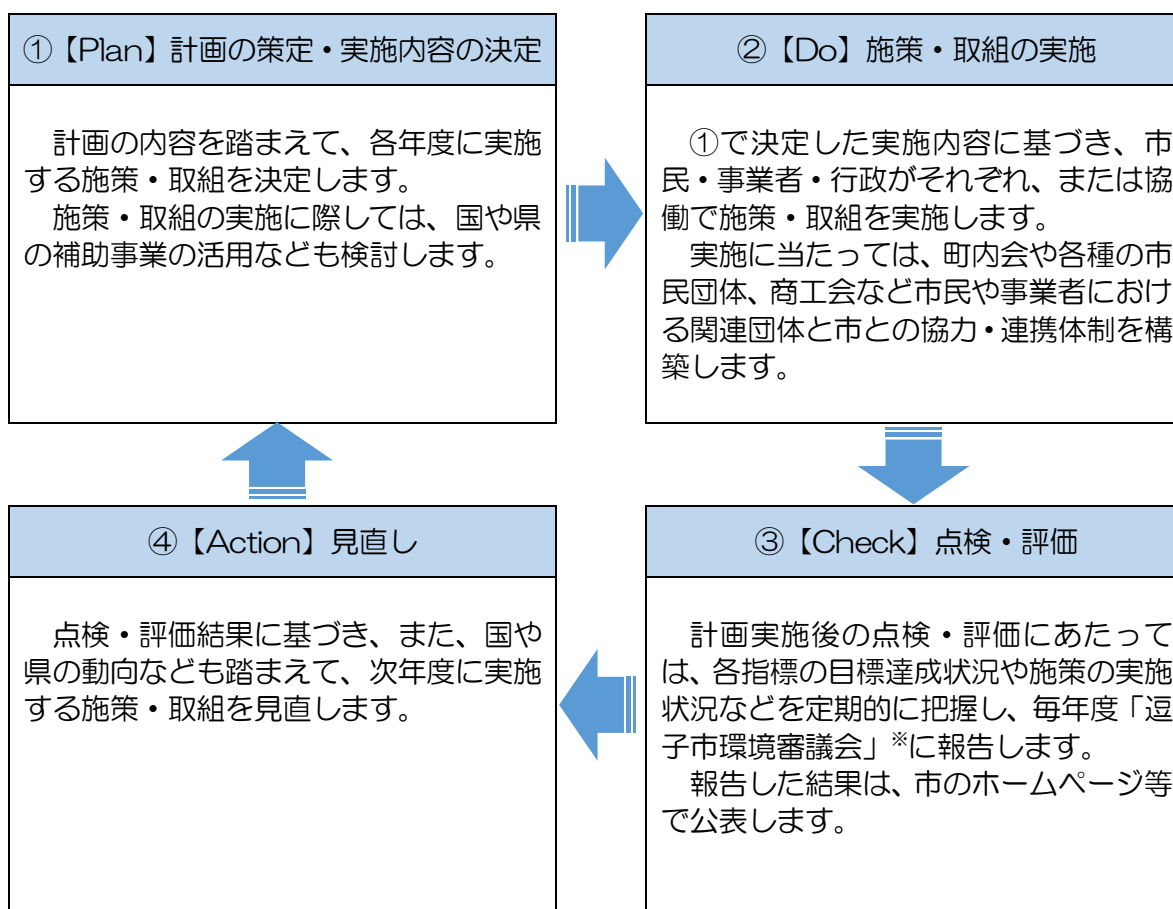 ①【Plan】計画の策定・実施内容の決定
計画の内容を踏まえて、各年度に実施
する施策・取組を決定します。
施策・取組の実施に際しては、国や県
の補助事業の活用なども検討します。
②【Do】施策・取組の実施
①で決定した実施内容に基づき、市
民・事業者・行政がそれぞれ、または協
働で施策・取組を実施します。
実施に当たっては、町内会や各種の市
民団体、商工会など市民や事業者におけ
る関連団体と市との協力・連携体制を構
築します。
③【Check】点検・評価
計画実施後の点検・評価にあたって
は、各指標の目標達成状況や施策の実施
状況などを定期的に把握し、毎年度「逗
子市環境審議会」※に報告します。
報告した結果は、市のホームページ等
で公表します。
④【Action】見直し
点検・評価結果に基づき、また、国や
県の動向なども踏まえて、次年度に実施
する施策・取組を見直します。